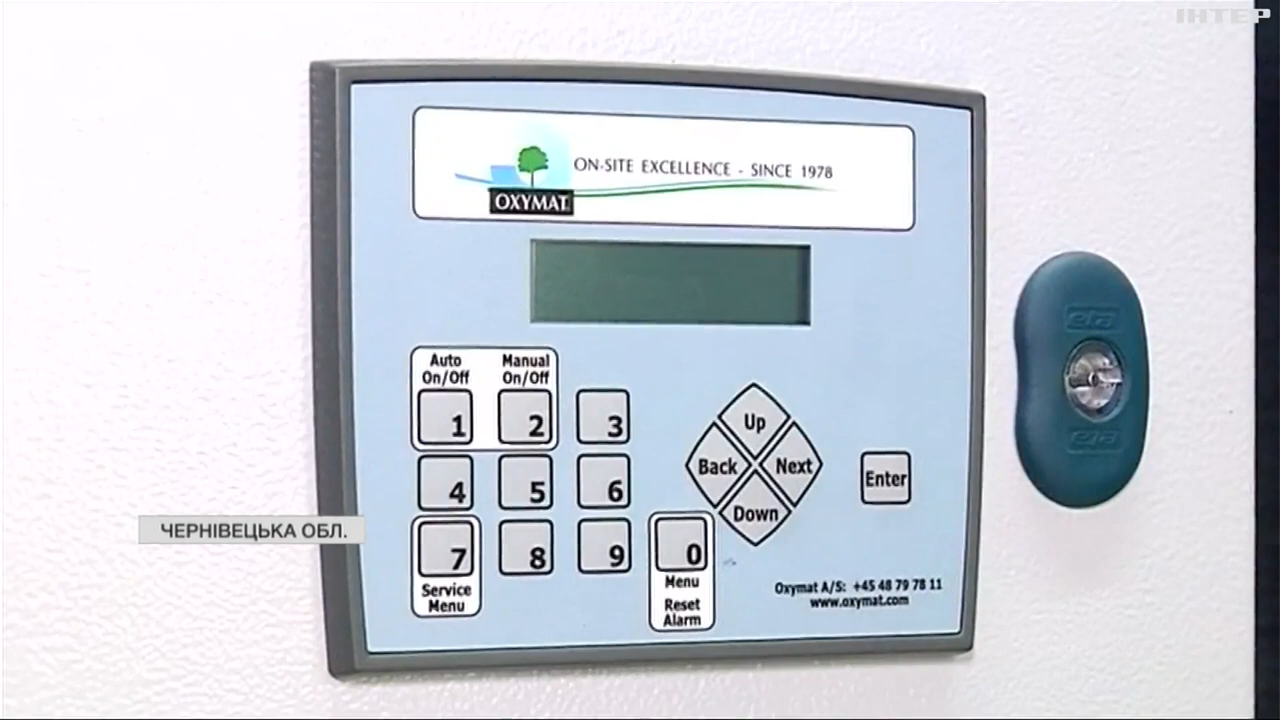 ІНТЕР
ON-SITE EXCELLENCE - SINCE 1978
OXYMAT
Auto On/Off
Manual On/Off
1
2
3
4
5
6
7
8
9
0
Service
Menu
Menu
Reset
Alarm
Up
Back
Next
Down
Enter
Oxymat A/S: +45 48 79 78 11
www.oxymat.com
eta
eta
ЧЕРНІВЕЦЬКА ОБЛ.